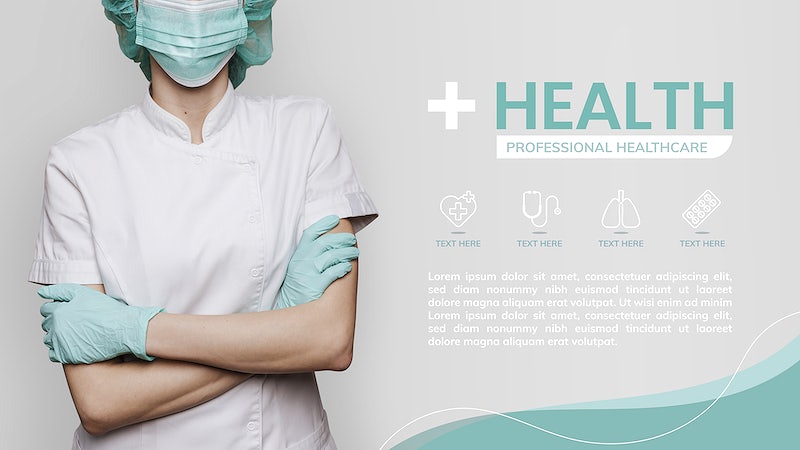 HEALTH
PROFESSIONAL HEALTHCARE
TEXT HERE TEXT HERE TEXT HERE TEXT HERE
Lorem ipsum dolor sit amet, consectetuer adipiscing elit,
sed diam nonummy nibh euismod tincidunt ut laoreet
dolore magna aliquam erat volutpat. Ut wisi enim ad minim
Lorem ipsum dolor sit amet, consectetuer adipiscing elit,
sed diam nonummy nibh euismod tincidunt ut laoreet
dolore magna aliquam erat volutpat.